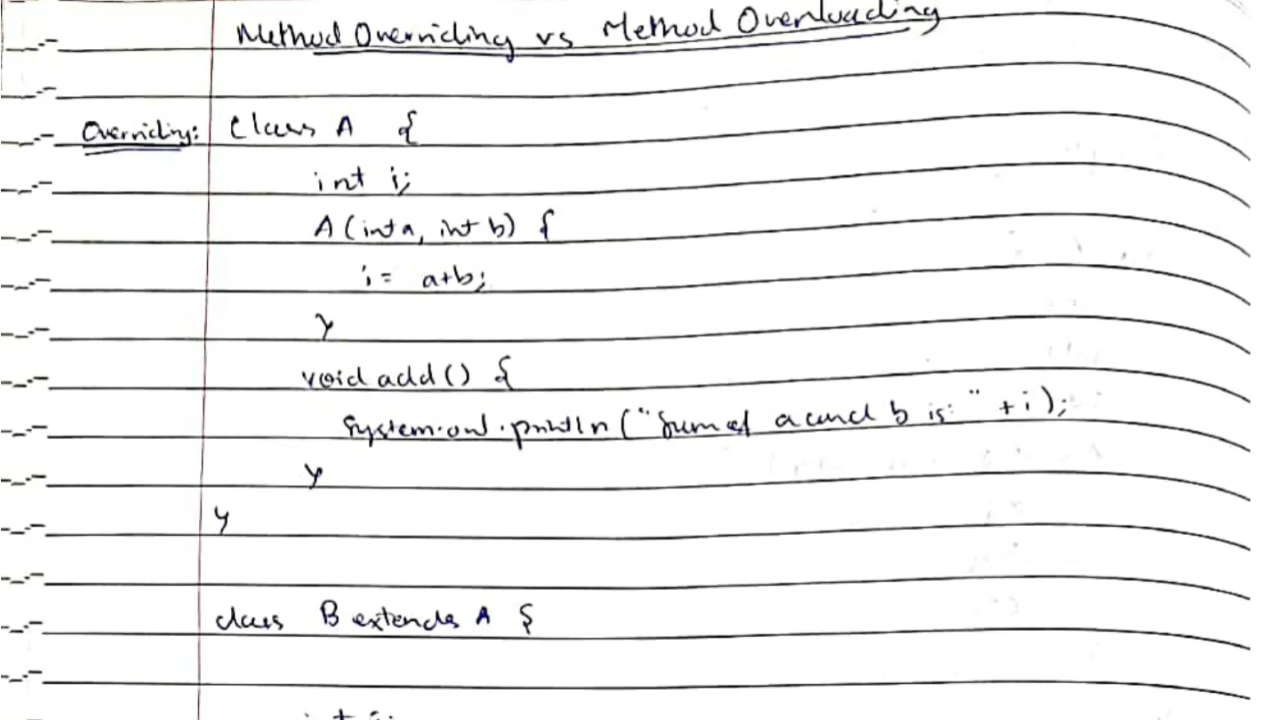 Method Overriding vs Method Overloading
Overriding: Class A {
int i;
A (int a, int b) {
i = a+b;
}
void add() {
System.out.println ("Sum of a and b is: " + i);
}
}
class B extends A {
int i;